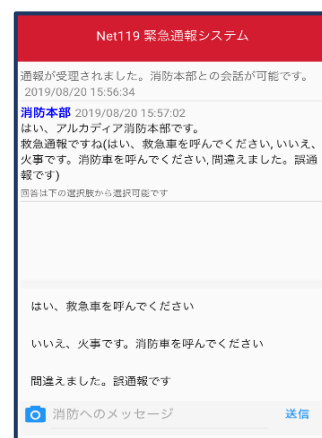 Net119 緊急通報システム
通報が受理されました。消防本部との会話が可能です。
2019/08/20 15:56:34
消防本部 2019/08/20 15:57:02
はい、アルカディア消防本部です。
救急通報ですね(はい、救急車を呼んでください, いいえ、
火事です。消防車を呼んでください, 間違えました。誤通
報です)
回答は下の選択肢から選択可能です
はい、救急車を呼んでください
いいえ、火事です。消防車を呼んでください
間違えました。誤通報です
消防へのメッセージ 送信